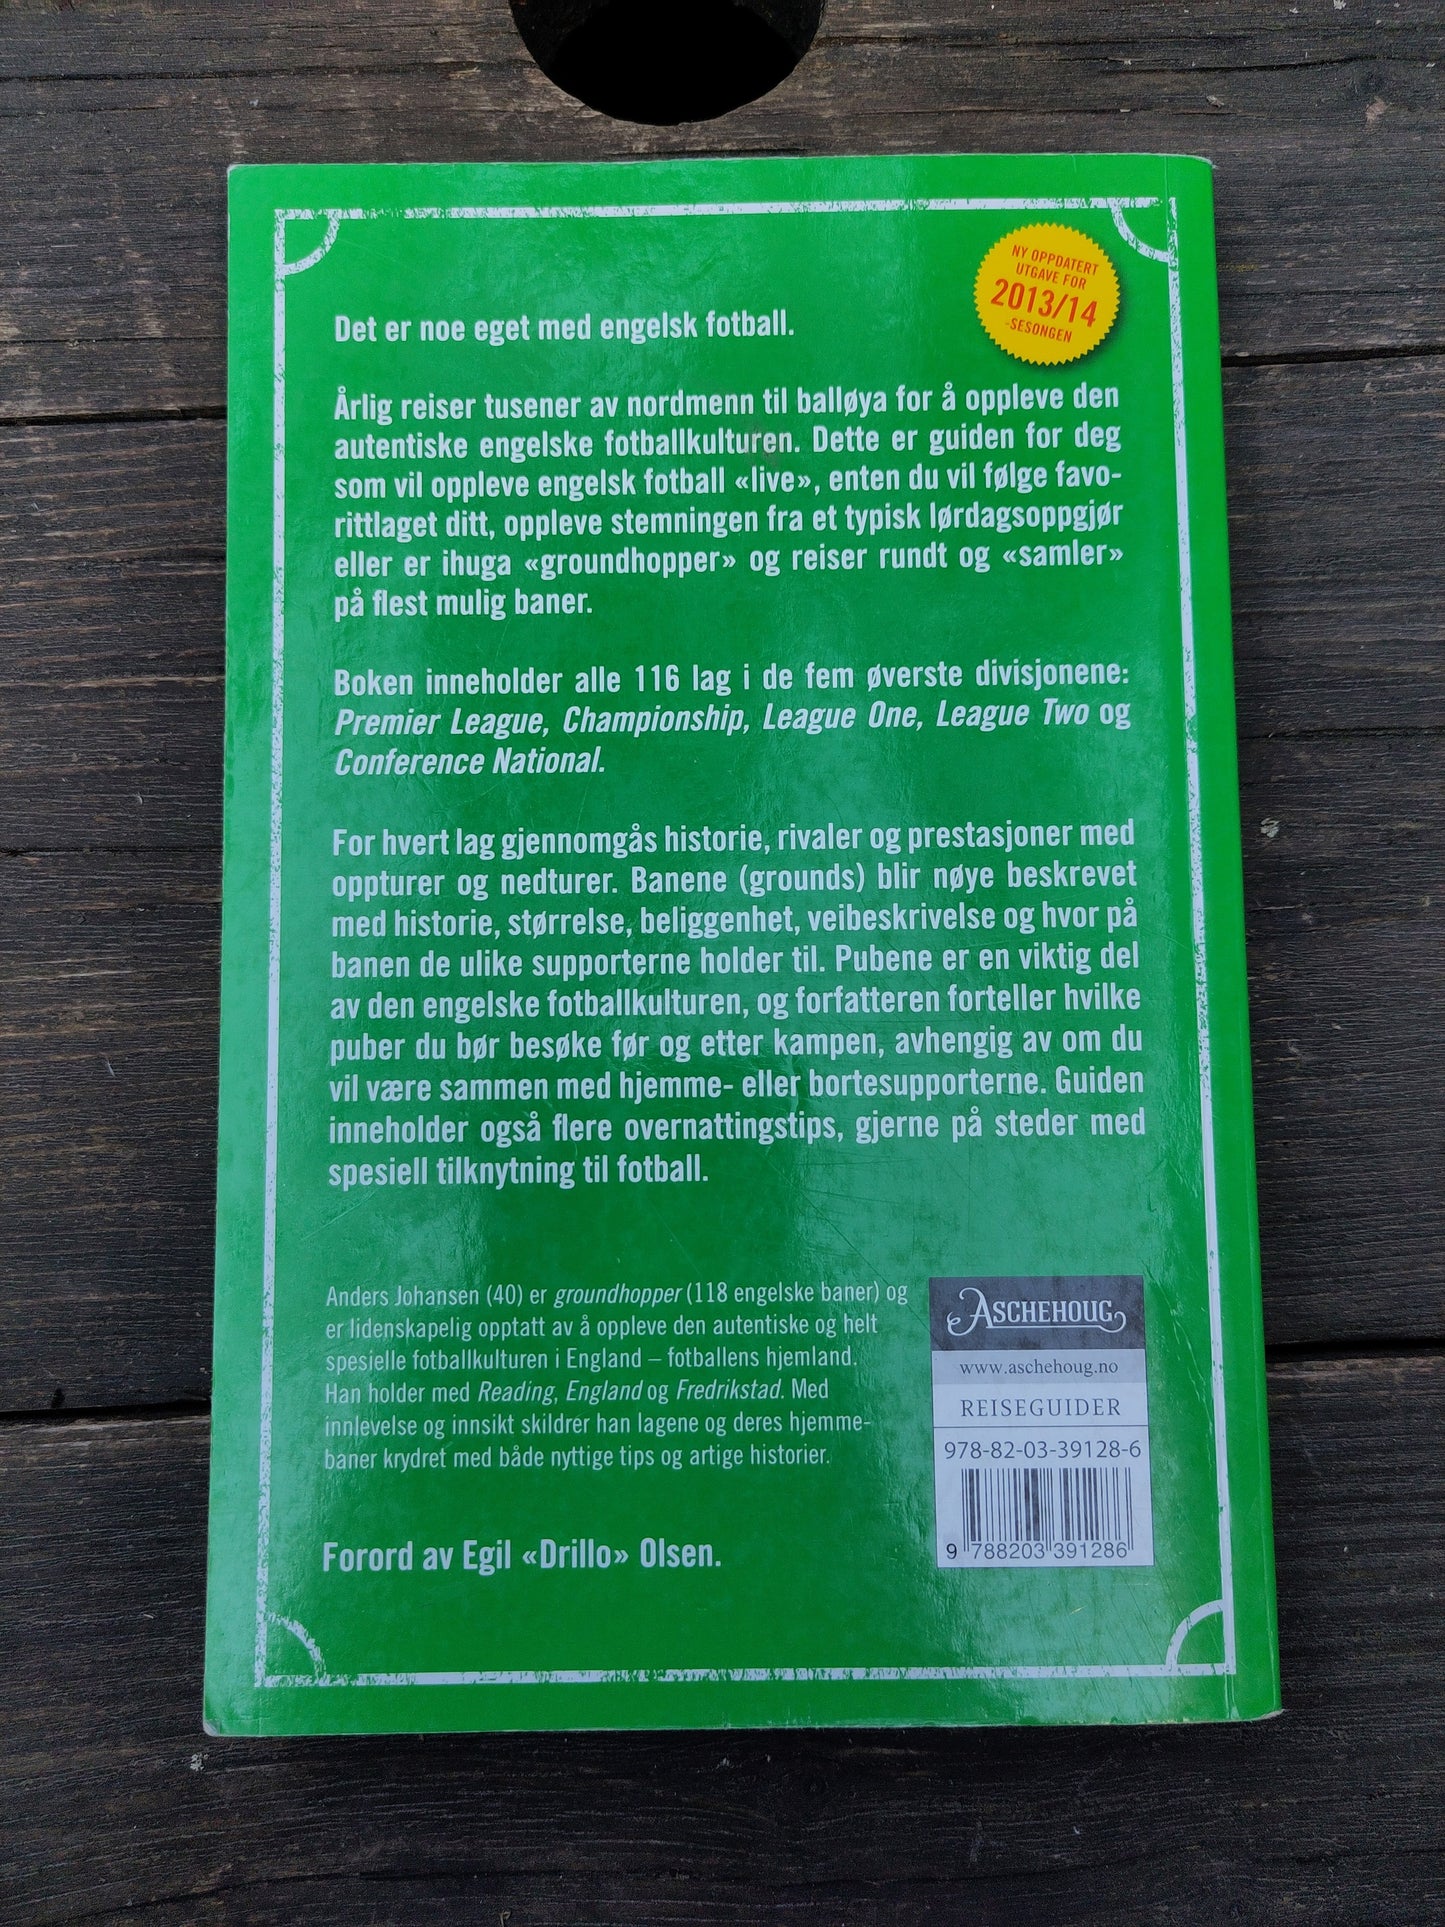 NY OPPDATERT
UTGAVE FOR
2013/14
-SESONGEN
Det er noe eget med engelsk fotball.
Årlig reiser tusener av nordmenn til balløya for å oppleve den
autentiske engelske fotballkulturen. Dette er guiden for deg
som vil oppleve engelsk fotball «live», enten du vil følge favo-
rittlaget ditt, oppleve stemningen fra et typisk lørdagsoppgjør
eller er ihuga «groundhopper» og reiser rundt og «samler»
på flest mulig baner.
Boken inneholder alle 116 lag i de fem øverste divisjonene:
Premier League, Championship, League One, League Two og
Conference National.
For hvert lag gjennomgås historie, rivaler og prestasjoner med
oppturer og nedturer. Banene (grounds) blir nøye beskrevet
med historie, størrelse, beliggenhet, veibeskrivelse og hvor på
banen de ulike supporterne holder til. Pubene er en viktig del
av den engelske fotballkulturen, og forfatteren forteller hvilke
puber du bør besøke før og etter kampen, avhengig av om du
vil være sammen med hjemme- eller bortesupporterne. Guiden
inneholder også flere overnattingstips, gjerne på steder med
spesiell tilknytning til fotball.
Anders Johansen (40) er groundhopper (118 engelske baner) og
er lidenskapelig opptatt av å oppleve den autentiske og helt
spesielle fotballkulturen i England – fotballens hjemland.
Han holder med Reading, England og Fredrikstad. Med
innlevelse og innsikt skildrer han lagene og deres hjemme-
baner krydret med både nyttige tips og artige historier.
Forord av Egil «Drillo» Olsen.
ASCHEHOUG
www.aschehoug.no
REISEGUIDER
978-82-03-39128-6
9 788203 391286